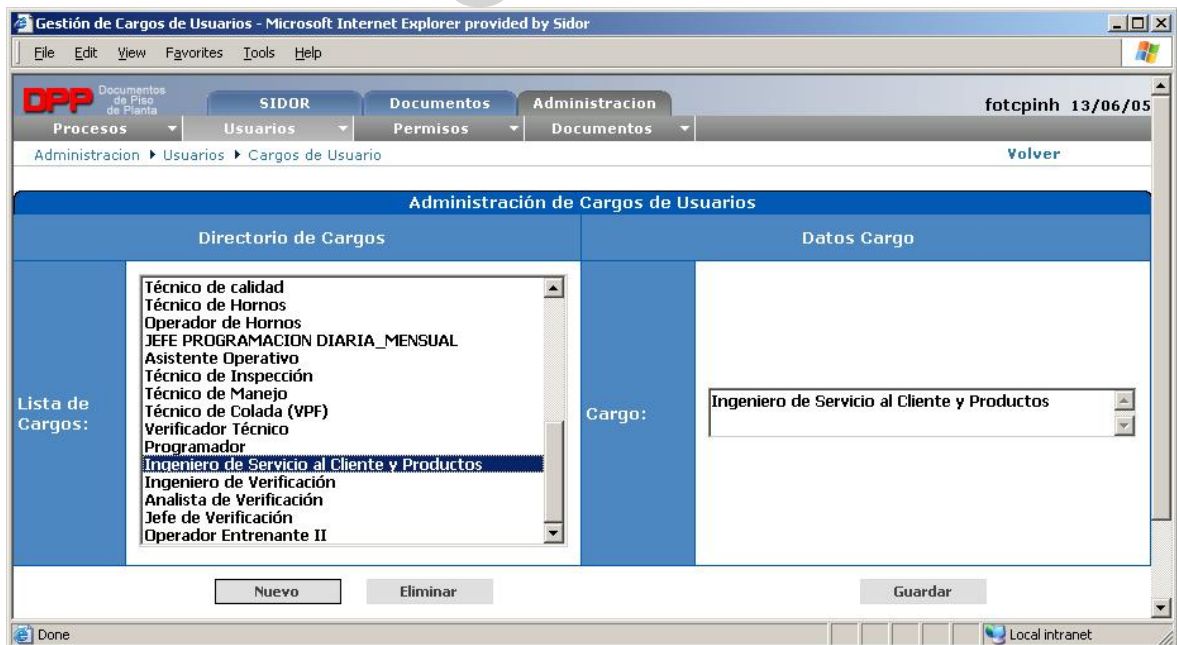 Gestión de Cargos de Usuarios - Microsoft Internet Explorer provided by Sidor
File Edit View Favorites Tools Help
DPP Documentos de Piso de Planta
SIDOR Documentos Administracion fotcpinh 13/06/05
Procesos Usuarios Permisos Documentos
Administracion Usuarios Cargos de Usuario Volver
Administración de Cargos de Usuarios
Directorio de Cargos Datos Cargo
Lista de Cargos:
Técnico de calidad
Técnico de Hornos
Operador de Hornos
JEFE PROGRAMACION DIARIA_MENSUAL
Asistente Operativo
Técnico de Inspección
Técnico de Manejo
Técnico de Colada (VPF)
Verificador Técnico
Programador
Ingeniero de Servicio al Cliente y Productos
Ingeniero de Verificación
Analista de Verificación
Jefe de Verificación
Operador Entrenante II
Cargo:
Ingeniero de Servicio al Cliente y Productos
Nuevo Eliminar Guardar
Done Local intranet